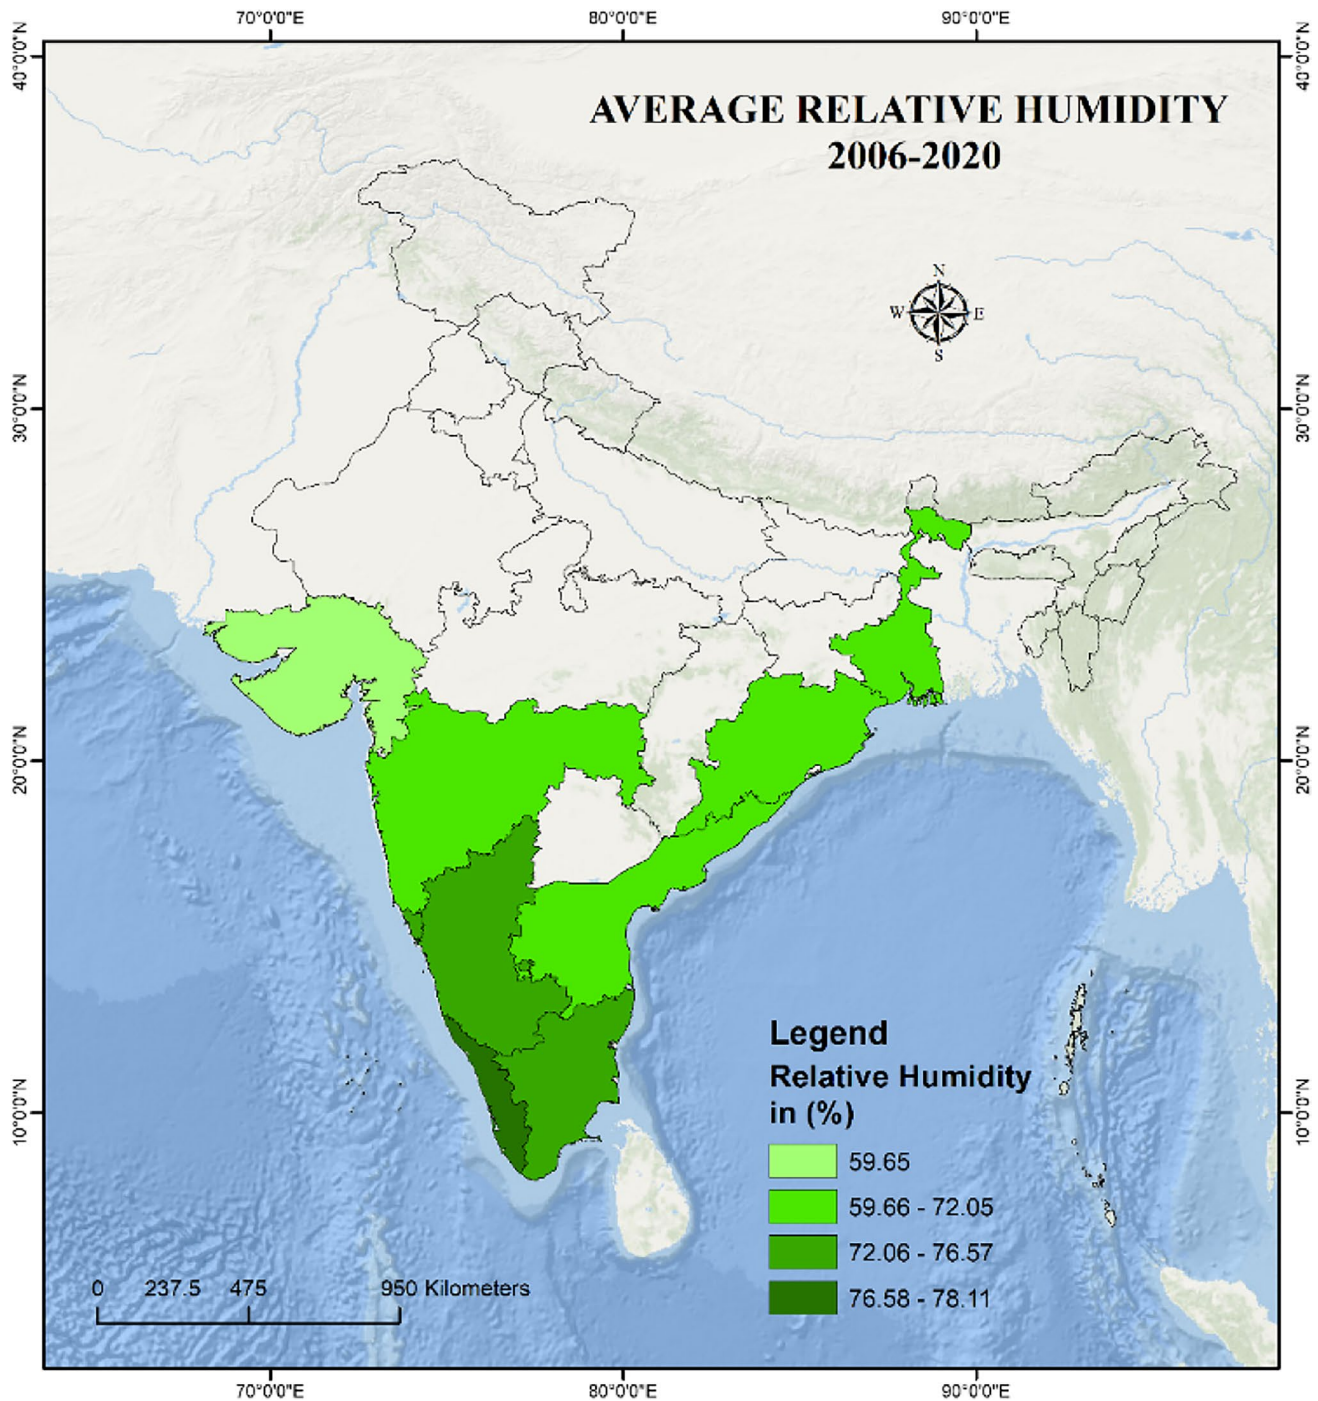 70°0'0"E 80°0'0"E 90°0'0"E
40°0'0"N 40°0'0"N
AVERAGE RELATIVE HUMIDITY
2006-2020
N
W E
S
30°0'0"N 30°0'0"N
20°0'0"N 20°0'0"N
Legend
Relative Humidity
in (%)
10°0'0"N 10°0'0"N
59.65
59.66 - 72.05
72.06 - 76.57
76.58 - 78.11
0 237.5 475 950 Kilometers
70°0'0"E 80°0'0"E 90°0'0"E